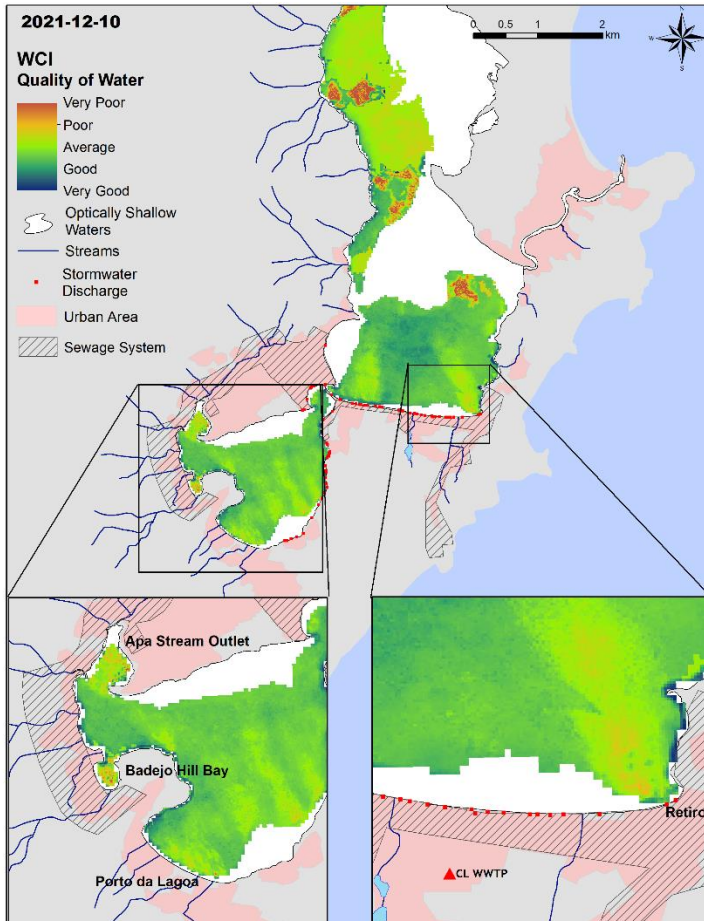 2021-12-10
0 0.5 1 2
km
N
W E
S
WCI
Quality of Water
Very Poor
Poor
Average
Good
Very Good
Optically Shallow
Waters
Streams
Stormwater
Discharge
Urban Area
Sewage System
Apa Stream Outlet
Badejo Hill Bay
Porto da Lagoa
Retiro
CL WWTP